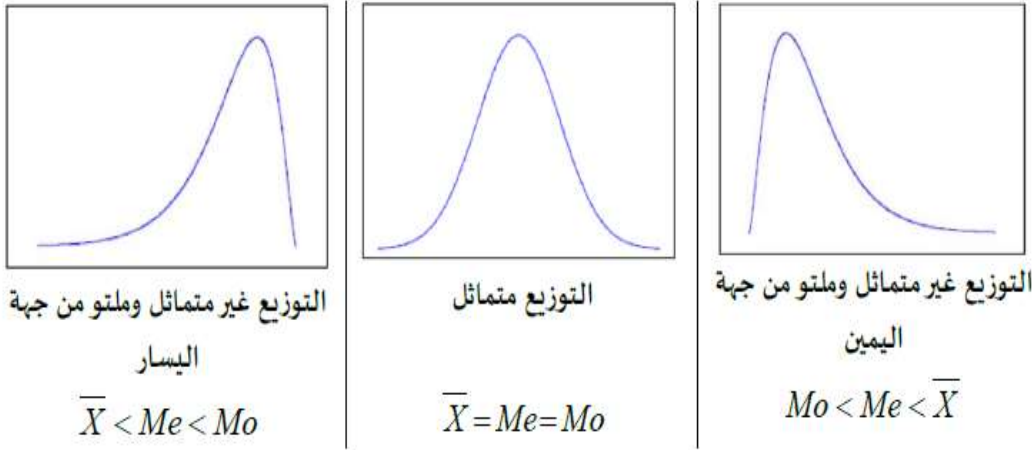 التوزيع غير متماثل وملتو من جهة
اليمين
Mo < Me < X̅
التوزيع متماثل
X̅ = Me = Mo
التوزيع غير متماثل وملتو من جهة
اليسار
X̅ < Me < Mo